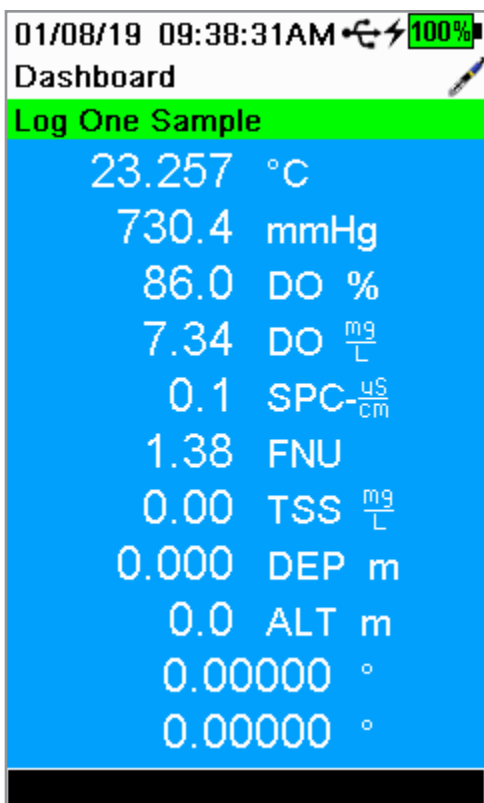 01/08/19 09:38:31AM 100%
Dashboard
Log One Sample
23.257 °C
730.4 mmHg
86.0 DO %
7.34 DO mg/L
0.1 SPC-uS/cm
1.38 FNU
0.00 TSS mg/L
0.000 DEP m
0.0 ALT m
0.00000 °
0.00000 °